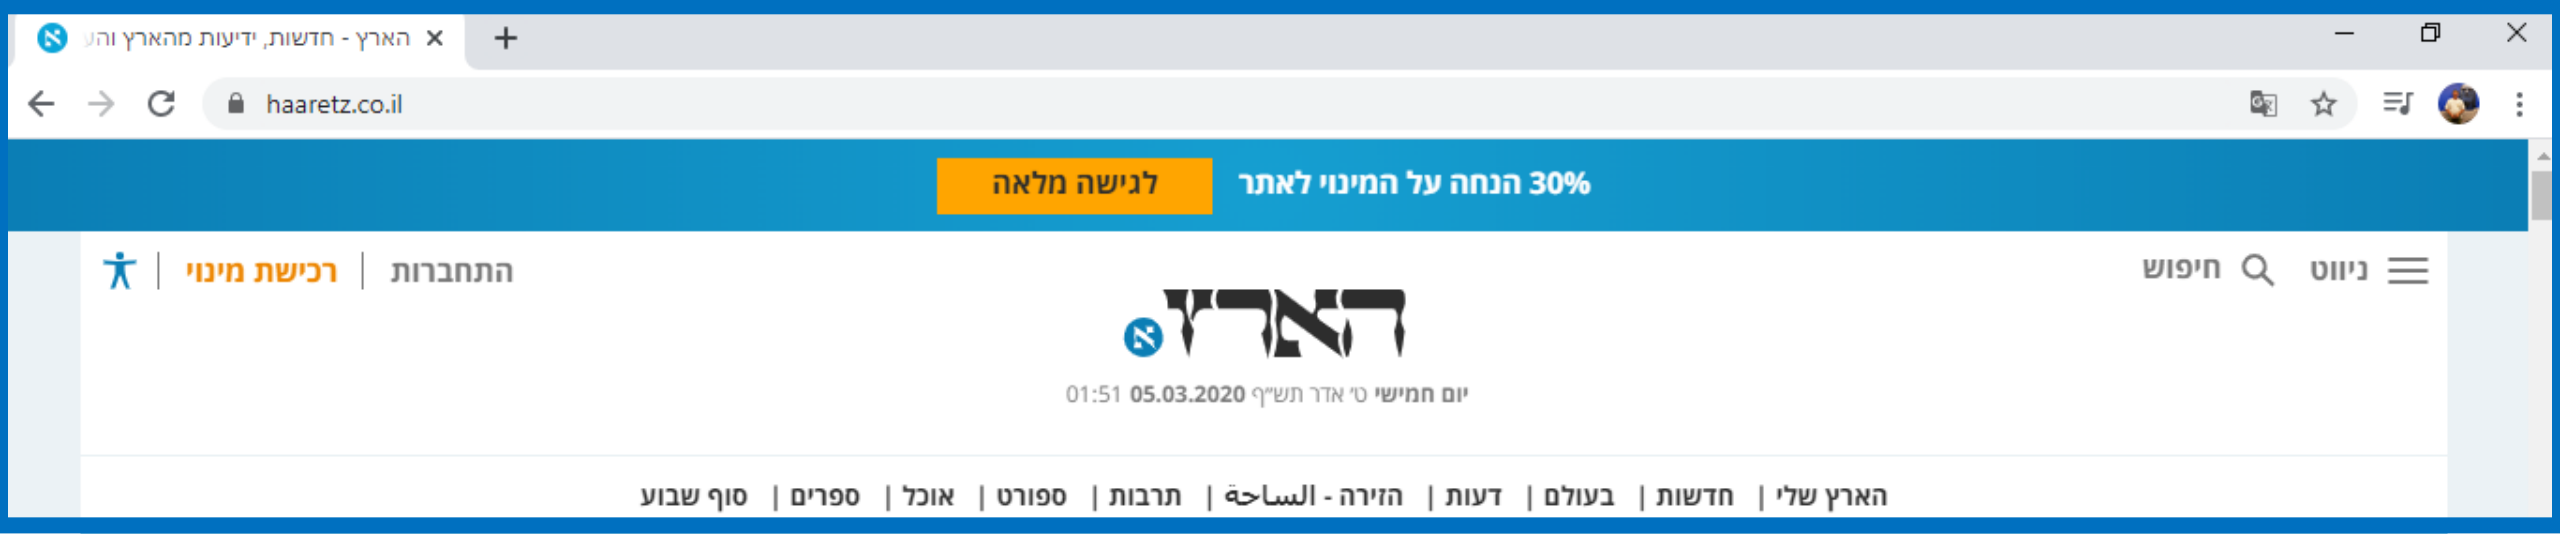 הארץ - חדשות, ידיעות מהארץ והע
haaretz.co.il
30% הנחה על המינוי לאתר לגישה מלאה
ניווט חיפוש התחברות | רכישת מינוי |
הארץ
יום חמישי ט׳ אדר תש״ף 05.03.2020 01:51
הארץ שלי | חדשות | בעולם | דעות | הזירה - الساحة | תרבות | ספורט | אוכל | ספרים | סוף שבוע